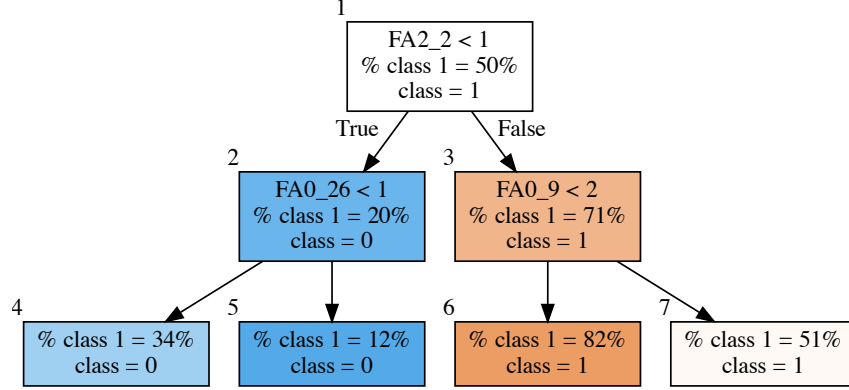 1
FA2_2 < 1
% class 1 = 50%
class = 1
True
False
2
FA0_26 < 1
% class 1 = 20%
class = 0
3
FA0_9 < 2
% class 1 = 71%
class = 1
4
% class 1 = 34%
class = 0
5
% class 1 = 12%
class = 0
6
% class 1 = 82%
class = 1
7
% class 1 = 51%
class = 1